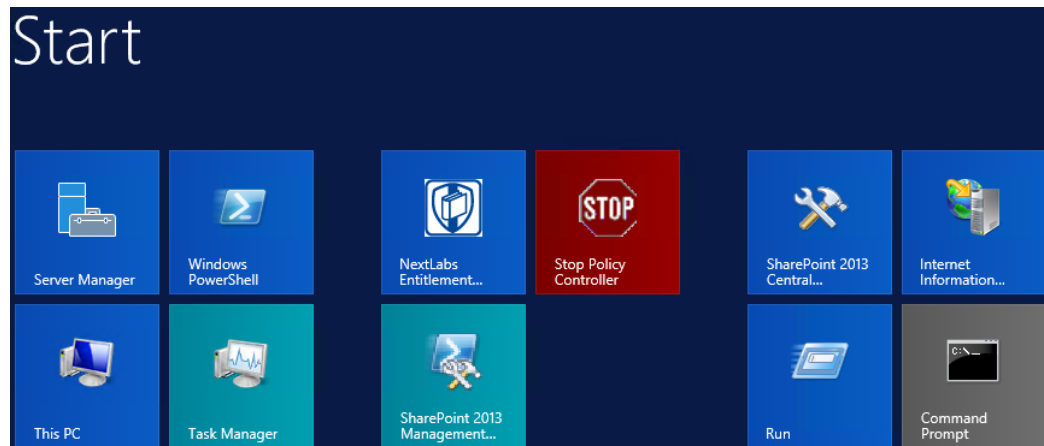 Start
Server Manager
Windows
PowerShell
NextLabs
Entitlement...
STOP
Stop Policy
Controller
SharePoint 2013
Central...
Internet
Information...
This PC
Task Manager
SharePoint 2013
Management...
Run
C:\_
Command
Prompt